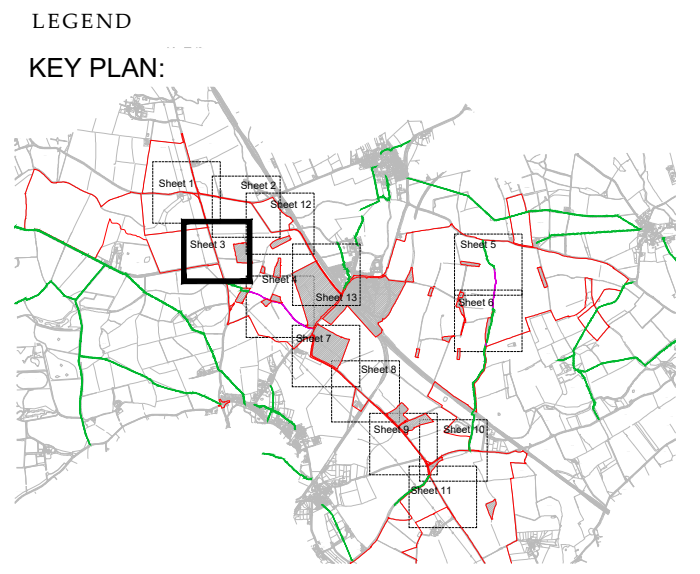 LEGEND
KEY PLAN:
Sheet 1
Sheet 2
Sheet 12
Sheet 3
Sheet 5
Sheet 4
Sheet 13
Sheet 6
Sheet 7
Sheet 8
Sheet 9
Sheet 10
Sheet 11